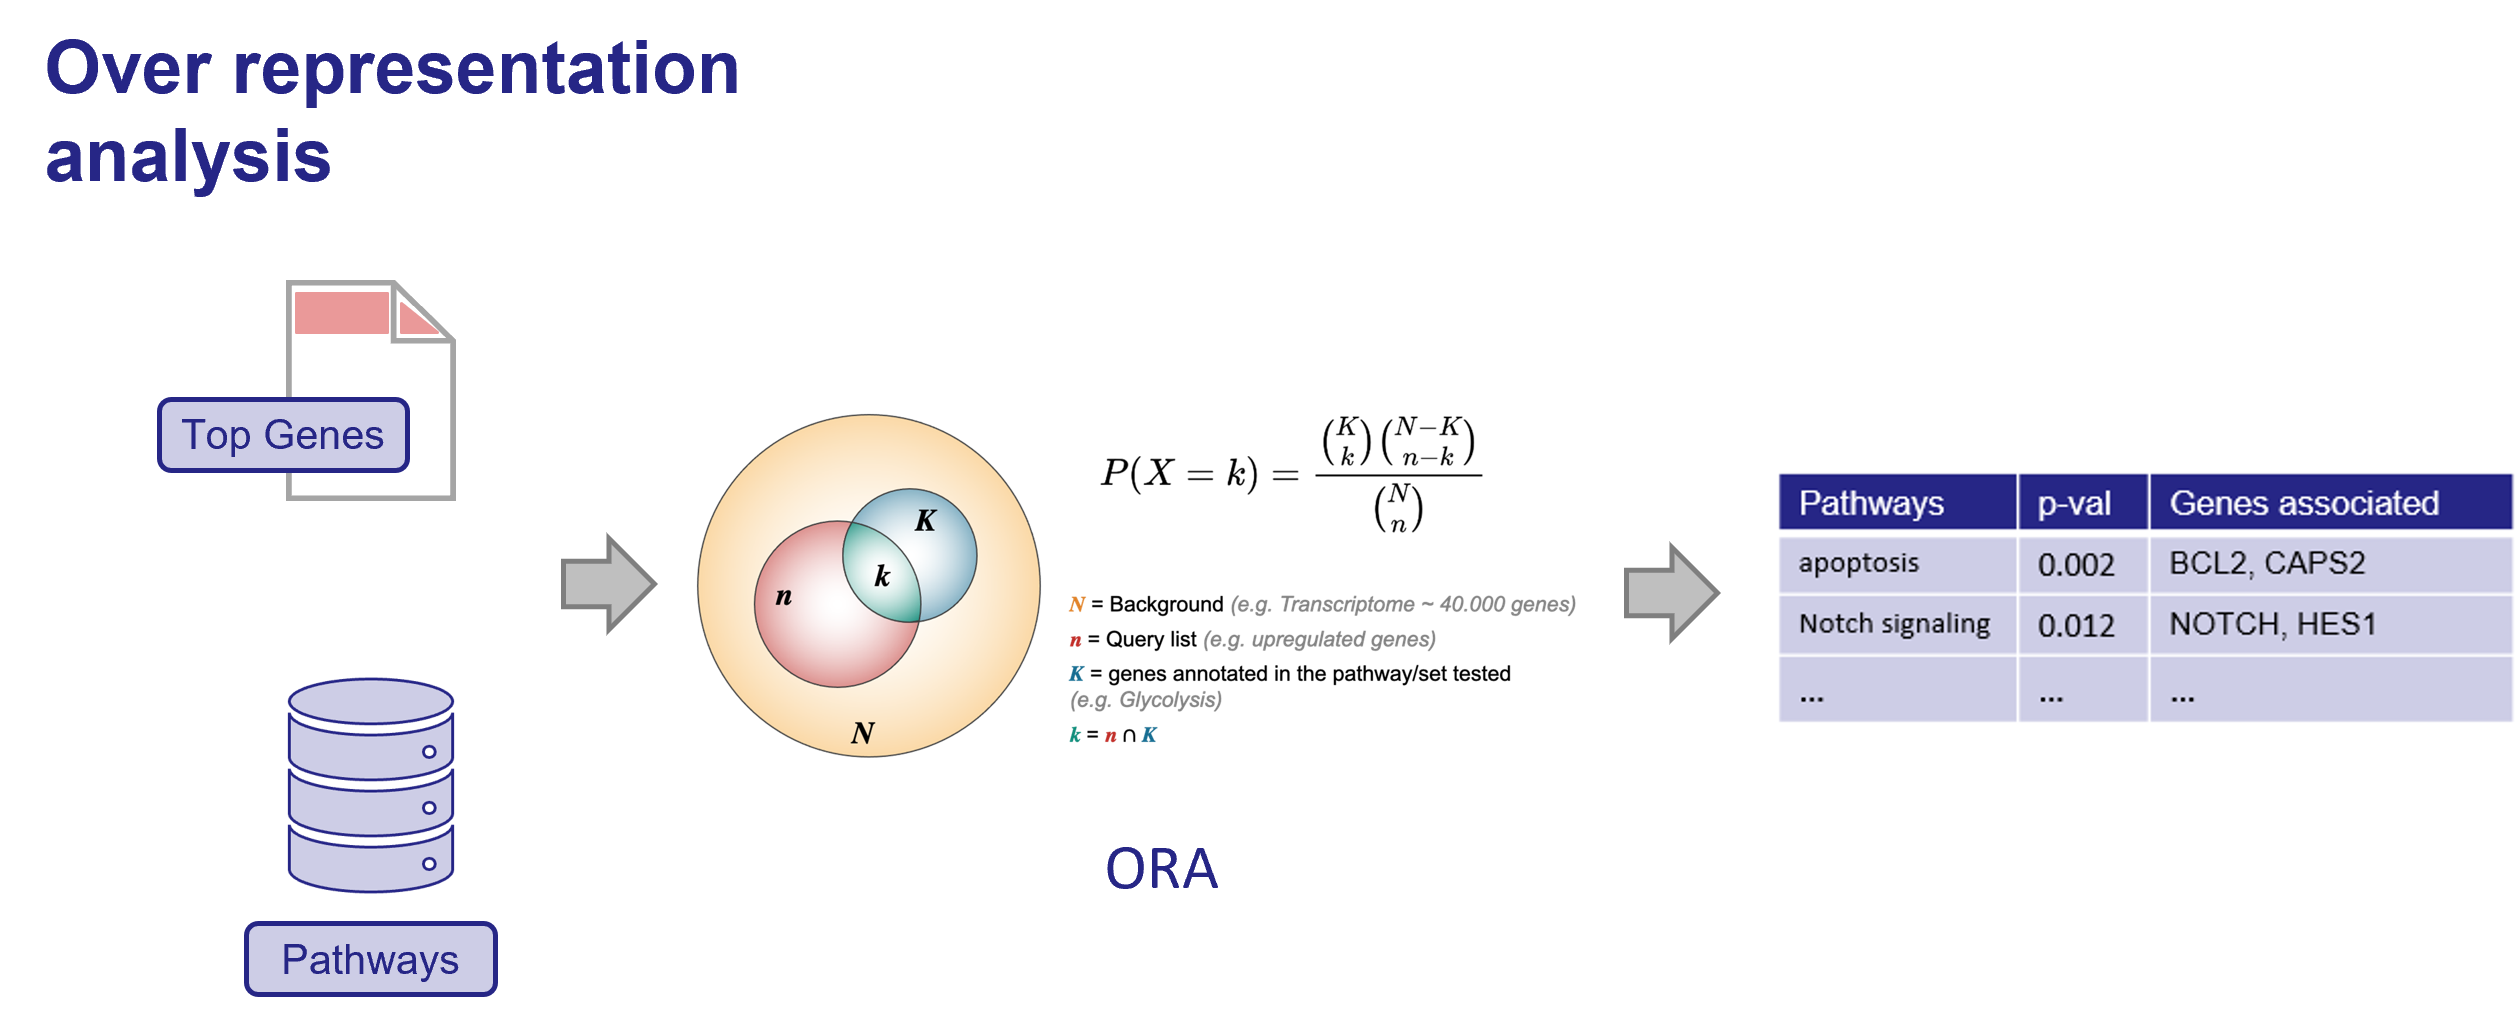 Over representation
analysis
Top Genes
Pathways
n
k
K
N
P(X = k) = \frac{\binom{K}{k}\binom{N-K}{n-k}}{\binom{N}{n}}
N = Background (e.g. Transcriptome ~ 40.000 genes)
n = Query list (e.g. upregulated genes)
K = genes annotated in the pathway/set tested
(e.g. Glycolysis)
k = n ∩ K
ORA
Pathways p-val Genes associated
apoptosis 0.002 BCL2, CAPS2
Notch signaling 0.012 NOTCH, HES1
... ... ...